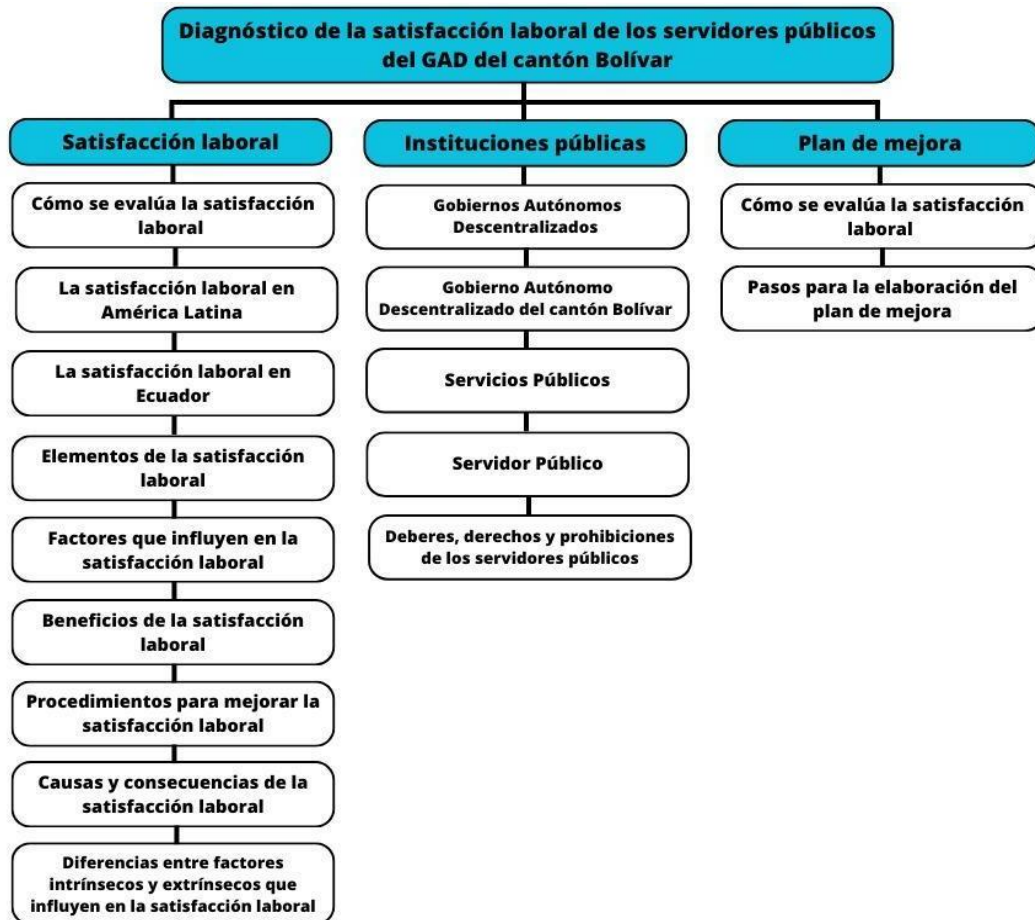 Diagnóstico de la satisfacción laboral de los servidores públicos
del GAD del cantón Bolívar
Satisfacción laboral
Cómo se evalúa la satisfacción
laboral
La satisfacción laboral en
América Latina
La satisfacción laboral en
Ecuador
Elementos de la satisfacción
laboral
Factores que influyen en la
satisfacción laboral
Beneficios de la satisfacción
laboral
Procedimientos para mejorar la
satisfacción laboral
Causas y consecuencias de la
satisfacción laboral
Diferencias entre factores
intrínsecos y extrínsecos que
influyen en la satisfacción laboral
Instituciones públicas
Gobiernos Autónomos
Descentralizados
Gobierno Autónomo
Descentralizado del cantón Bolívar
Servicios Públicos
Servidor Público
Deberes, derechos y prohibiciones
de los servidores públicos
Plan de mejora
Cómo se evalúa la satisfacción
laboral
Pasos para la elaboración del
plan de mejora